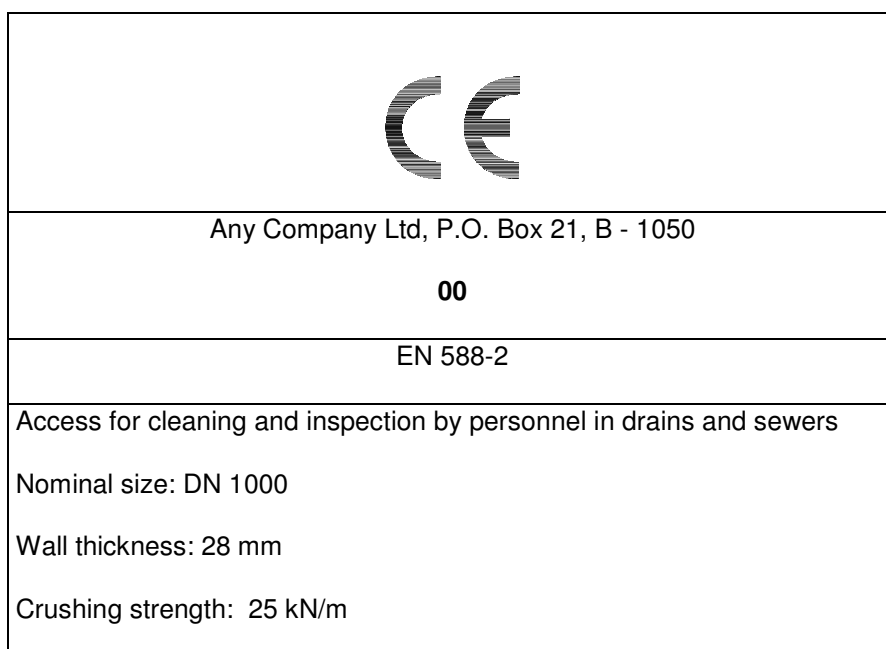 CE
Any Company Ltd, P.O. Box 21, B - 1050
00
EN 588-2
Access for cleaning and inspection by personnel in drains and sewers
Nominal size: DN 1000
Wall thickness: 28 mm
Crushing strength:  25 kN/m